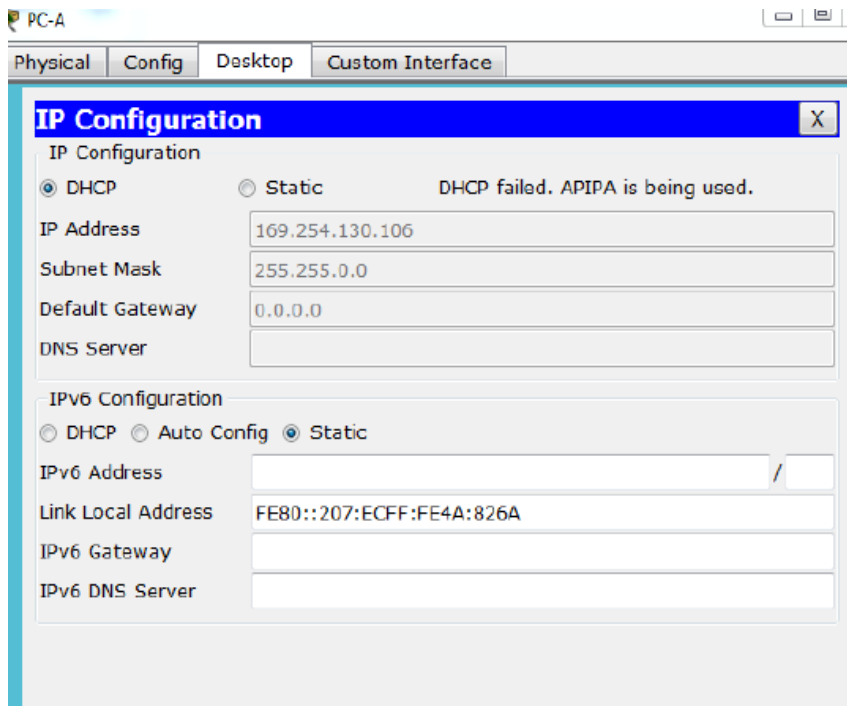 PC-A
Physical Config Desktop Custom Interface
IP Configuration X
IP Configuration
DHCP Static DHCP failed. APIPA is being used.
IP Address 169.254.130.106
Subnet Mask 255.255.0.0
Default Gateway 0.0.0.0
DNS Server
IPv6 Configuration
DHCP Auto Config Static
IPv6 Address /
Link Local Address FE80::207:ECFF:FE4A:826A
IPv6 Gateway
IPv6 DNS Server